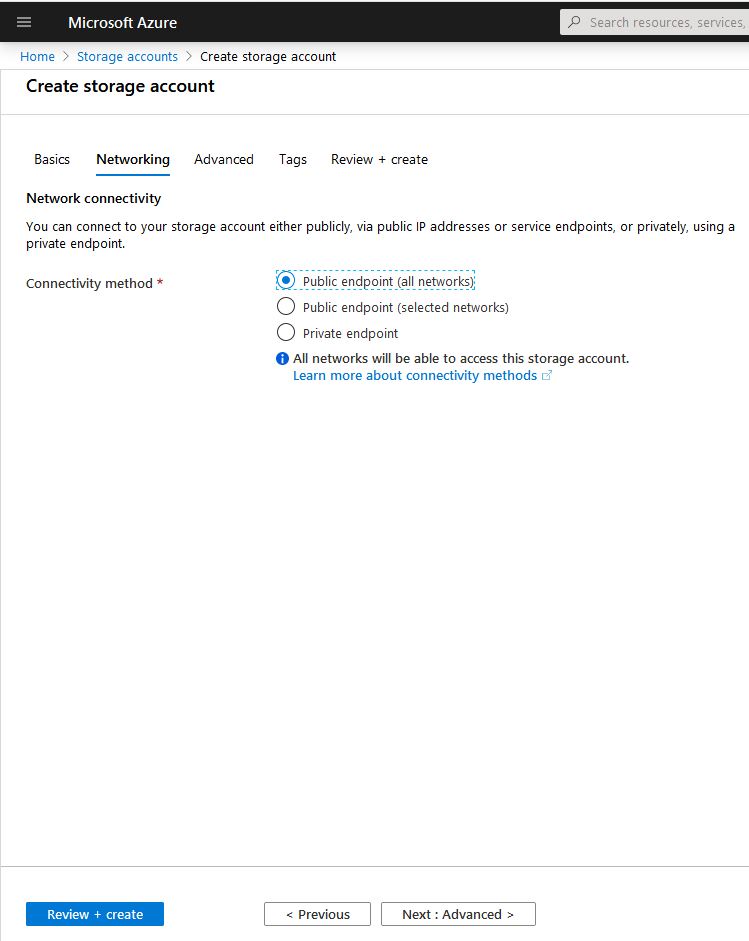 Microsoft Azure
Search resources, services,
Home > Storage accounts > Create storage account
Create storage account
Basics Networking Advanced Tags Review + create
Network connectivity
You can connect to your storage account either publicly, via public IP addresses or service endpoints, or privately, using a
private endpoint.
Connectivity method *
Public endpoint (all networks)
Public endpoint (selected networks)
Private endpoint
All networks will be able to access this storage account.
Learn more about connectivity methods
Review + create
< Previous
Next : Advanced >